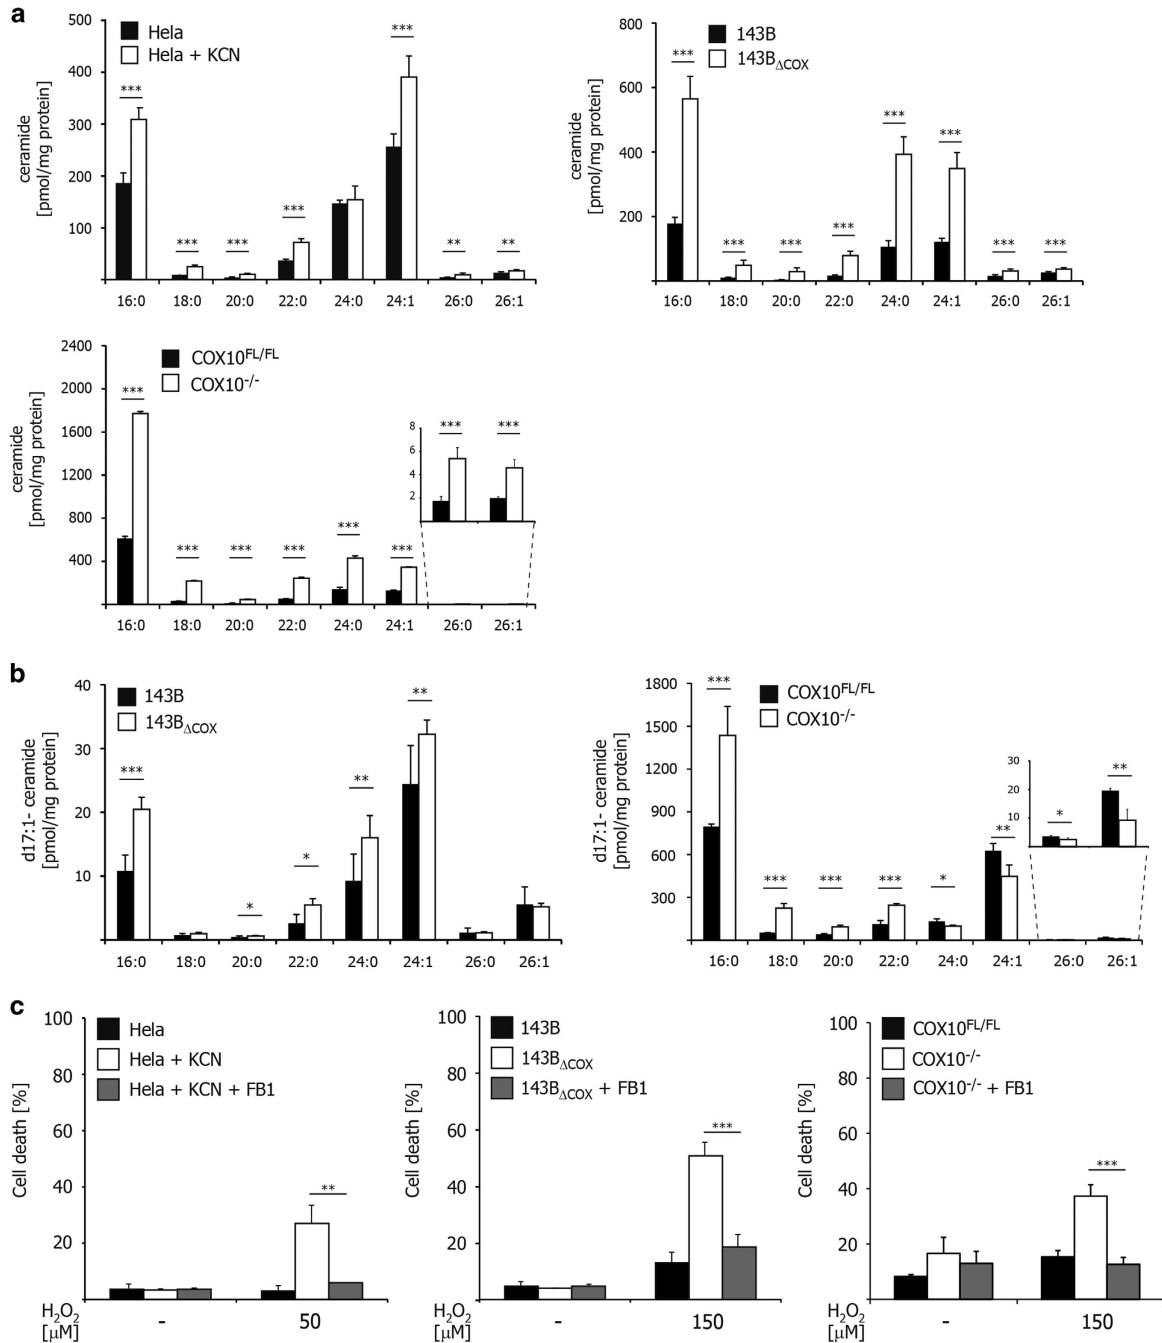 a
Hela
Hela + KCN
ceramide
[pmol/mg protein]
500
400
300
200
100
*** *** *** *** *** ** **
16:0 18:0 20:0 22:0 24:0 24:1 26:0 26:1
143B
143BΔCOX
ceramide
[pmol/mg protein]
800
600
400
200
*** *** *** *** *** *** *** ***
16:0 18:0 20:0 22:0 24:0 24:1 26:0 26:1
COX10FL/FL
COX10-/-
ceramide
[pmol/mg protein]
2400
2000
1600
1200
800
400
*** *** *** *** *** ***
8
6
4
2
*** ***
16:0 18:0 20:0 22:0 24:0 24:1 26:0 26:1
b
143B
143BΔCOX
d17:1- ceramide
[pmol/mg protein]
40
30
20
10
*** * * ** **
16:0 18:0 20:0 22:0 24:0 24:1 26:0 26:1
COX10FL/FL
COX10-/-
d17:1- ceramide
[pmol/mg protein]
1800
1500
1200
900
600
300
*** *** *** *** * **
30
20
10
* **
16:0 18:0 20:0 22:0 24:0 24:1 26:0 26:1
c
Hela
Hela + KCN
Hela + KCN + FB1
Cell death [%]
100
80
60
40
20
**
H2O2
[μM]
- 50
143B
143BΔCOX
143BΔCOX + FB1
Cell death [%]
100
80
60
40
20
***
H2O2
[μM]
- 150
COX10FL/FL
COX10-/-
COX10-/- + FB1
Cell death [%]
100
80
60
40
20
***
H2O2
[μM]
- 150